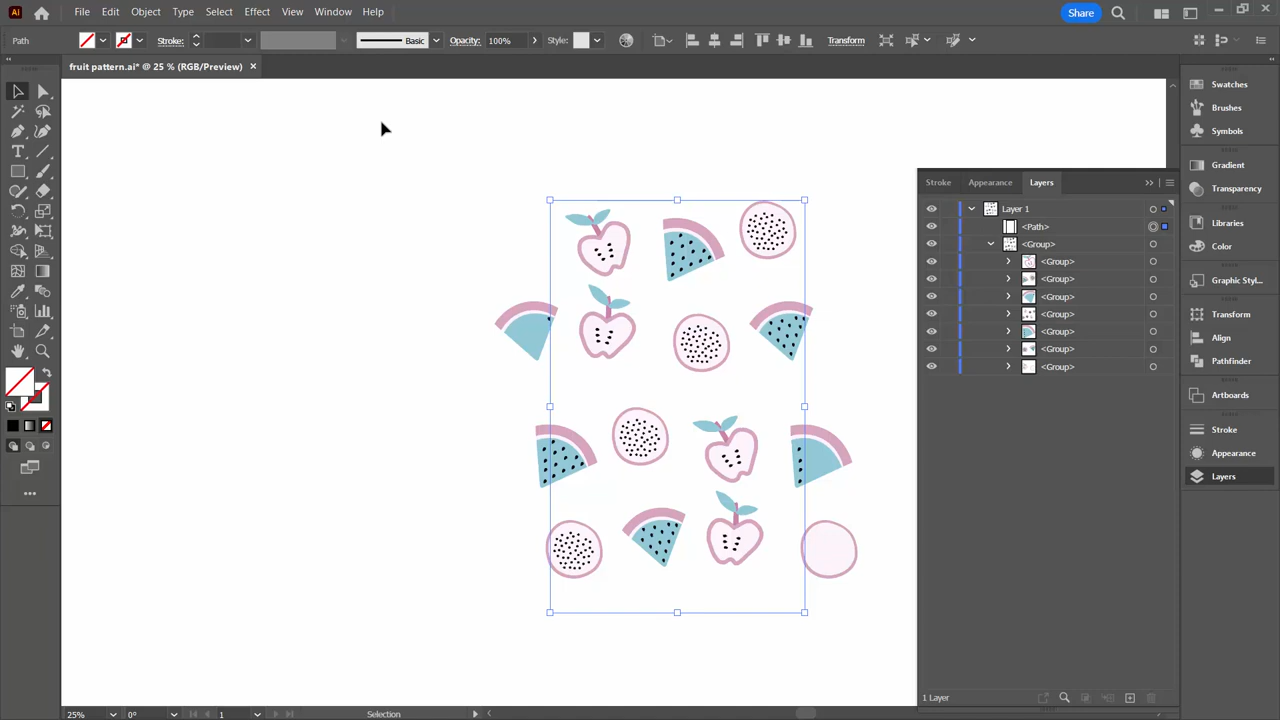 Ai File Edit Object Type Select Effect View Window Help Share
Path Stroke: Basic Opacity: 100% Style: Transform
fruit pattern.ai* @ 25 % (RGB/Preview) ×
Stroke Appearance Layers
Layer 1
<Path>
<Group>
<Group>
<Group>
<Group>
<Group>
<Group>
<Group>
<Group>
1 Layer
Swatches
Brushes
Symbols
Gradient
Transparency
Libraries
Color
Graphic Styl...
Transform
Align
Pathfinder
Artboards
Stroke
Appearance
Layers
25% 0° 1 Selection